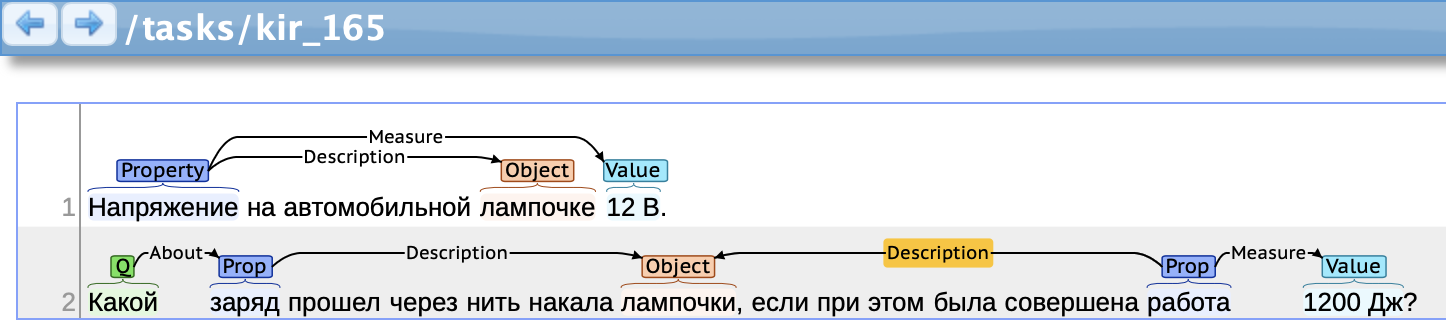 /tasks/kir_165
Measure
Description
Property Object Value
1 Напряжение на автомобильной лампочке 12 В.
About Description Description Measure
Q Prop Object Prop Value
2 Какой заряд прошел через нить накала лампочки, если при этом была совершена работа 1200 Дж?